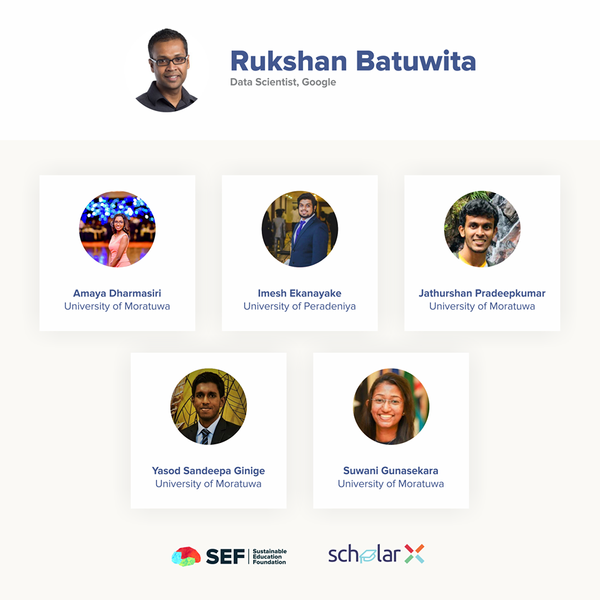 Rukshan Batuwita
Data Scientist, Google
Amaya Dharmasiri
University of Moratuwa
Imesh Ekanayake
University of Peradeniya
Jathurshan Pradeepkumar
University of Moratuwa
Yasod Sandeepa Ginige
University of Moratuwa
Suwani Gunasekara
University of Moratuwa
SEF
Sustainable
Education
Foundation
scholar X